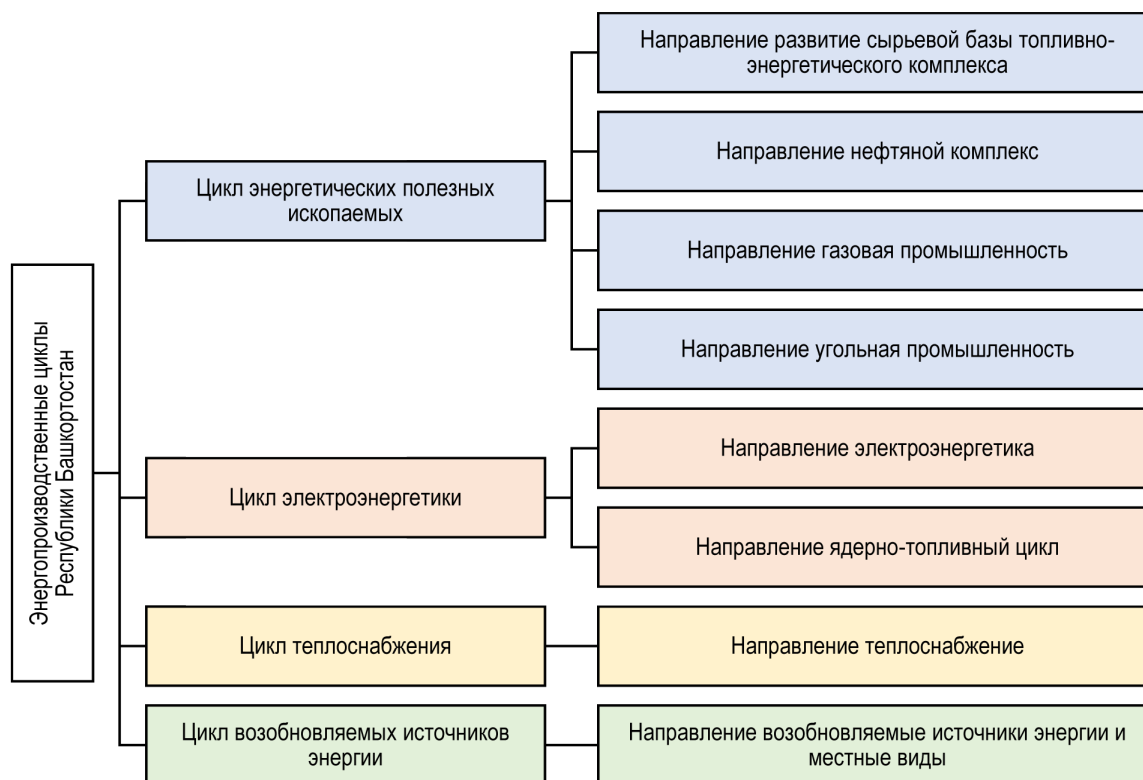 Энергопроизводственные циклы
Республики Башкортостан
Цикл энергетических полезных
ископаемых
Направление развитие сырьевой базы топливно-
энергетического комплекса
Направление нефтяной комплекс
Направление газовая промышленность
Направление угольная промышленность
Цикл электроэнергетики
Направление электроэнергетика
Направление ядерно-топливный цикл
Цикл теплоснабжения
Направление теплоснабжение
Цикл возобновляемых источников
энергии
Направление возобновляемые источники энергии и
местные виды